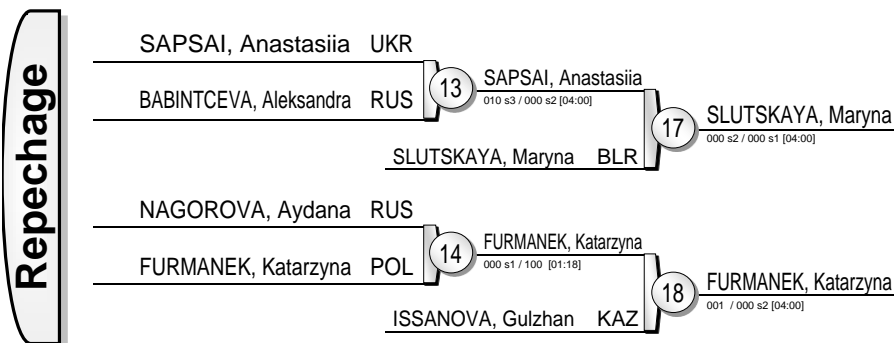 Repechage
SAPSAI, Anastasiia UKR
BABINTCEVA, Aleksandra RUS
13
SAPSAI, Anastasiia
010 s3 / 000 s2 [04:00]
SLUTSKAYA, Maryna BLR
17
SLUTSKAYA, Maryna
000 s2 / 000 s1 [04:00]
NAGOROVA, Aydana RUS
FURMANEK, Katarzyna POL
14
FURMANEK, Katarzyna
000 s1 / 100 [01:18]
ISSANOVA, Gulzhan KAZ
18
FURMANEK, Katarzyna
001 / 000 s2 [04:00]